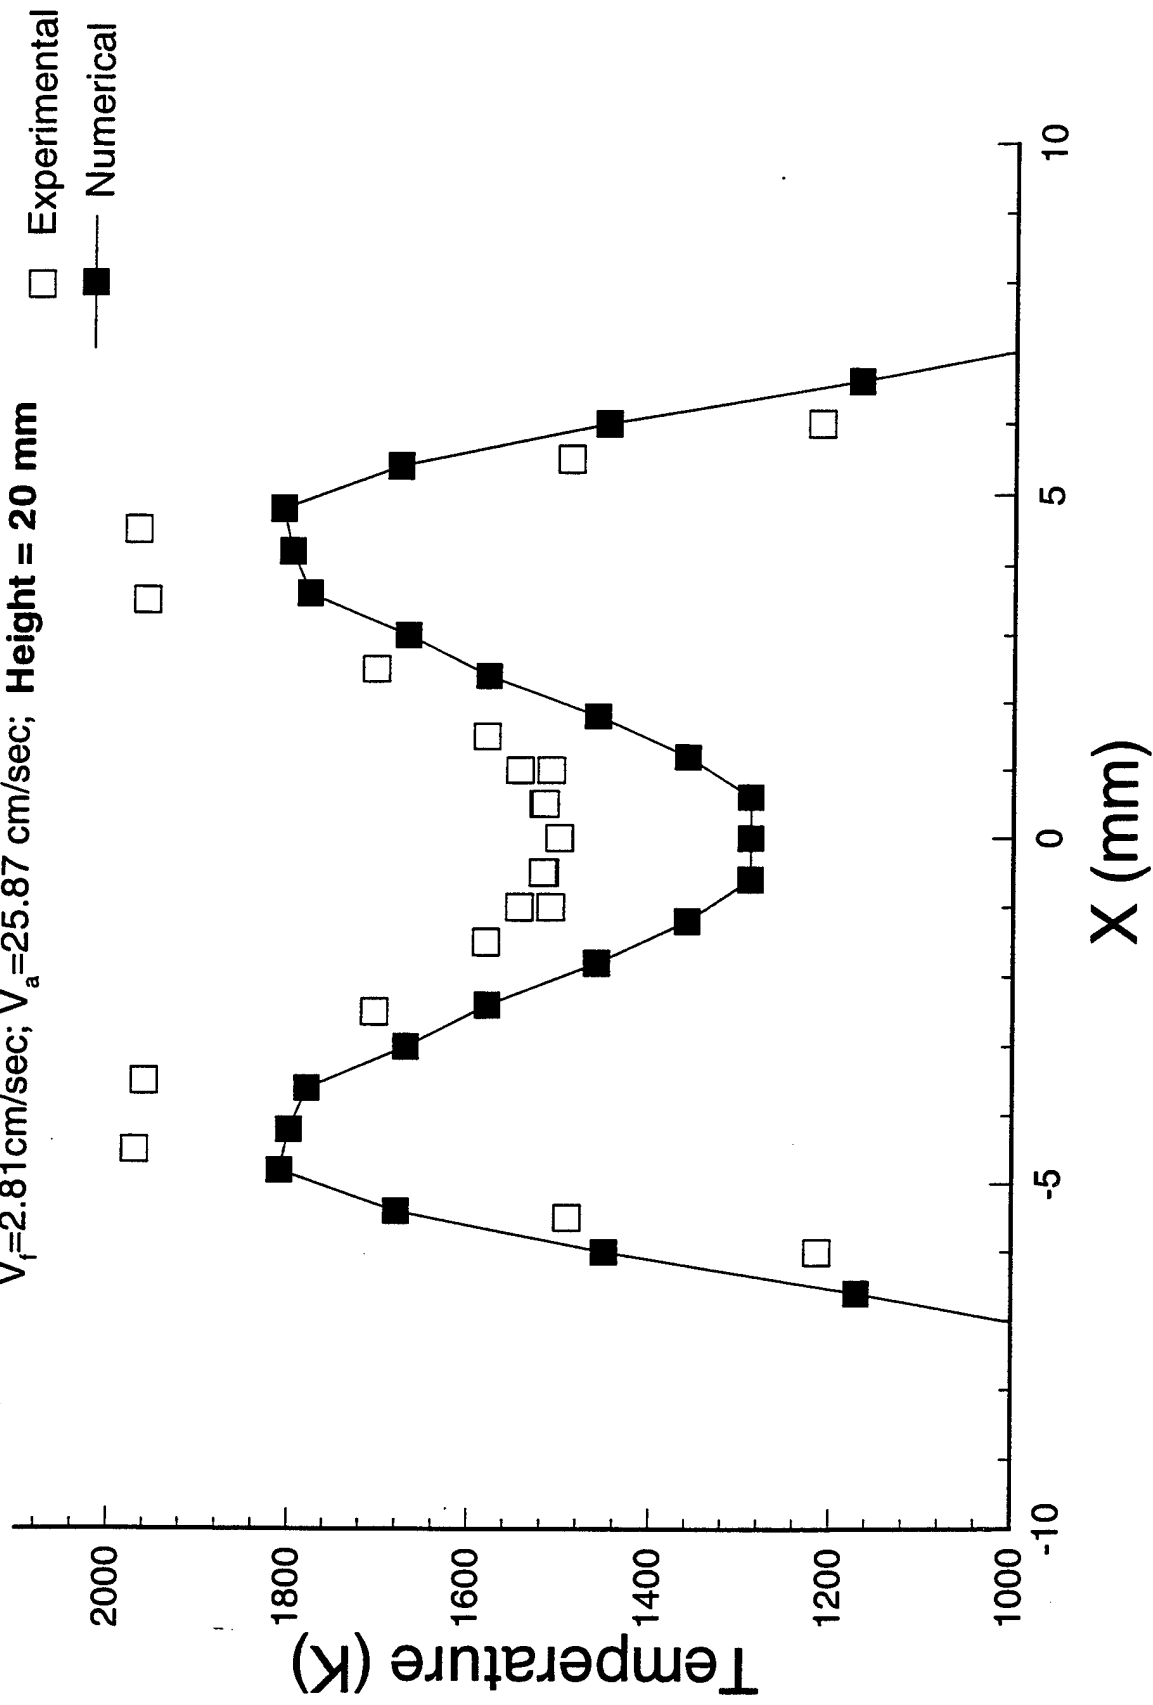 V_f=2.81cm/sec; V_a=25.87 cm/sec; Height = 20 mm
Experimental
Numerical
Temperature (K)
2000
1800
1600
1400
1200
1000
-10
-5
0
5
10
X (mm)